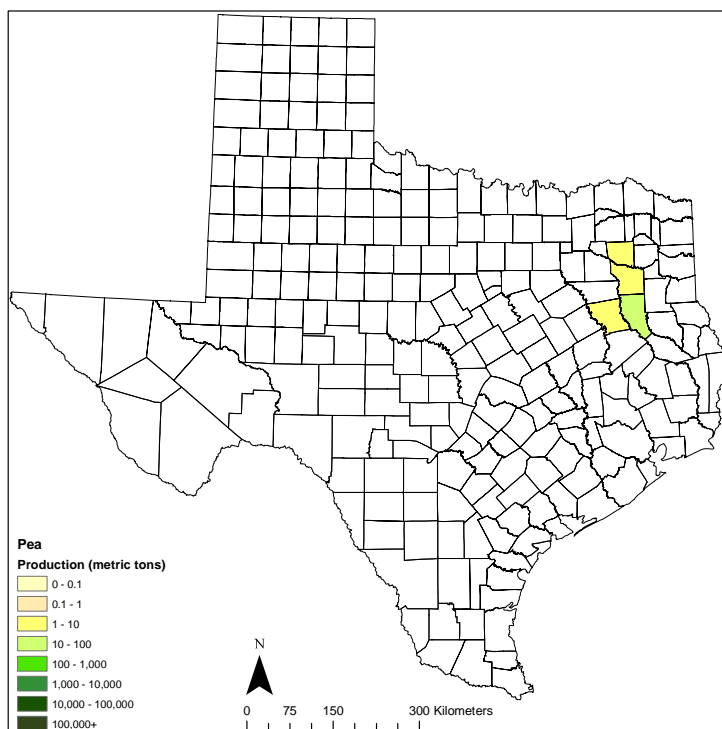 Pea
Production (metric tons)
0 - 0.1
0.1 - 1
1 - 10
10 - 100
100 - 1,000
1,000 - 10,000
10,000 - 100,000
100,000+
N
0 75 150 300 Kilometers